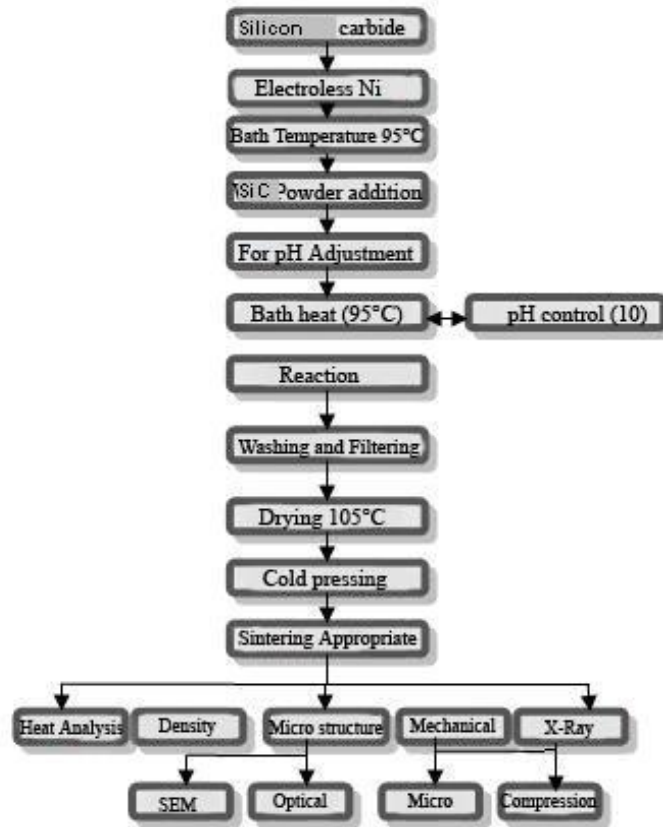 Silicon carbide
Electroless Ni
Bath Temperature 95°C
SiC Powder addition
For pH Adjustment
Bath heat (95°C)
pH control (10)
Reaction
Washing and Filtering
Drying 105°C
Cold pressing
Sintering Appropriate
Heat Analysis
Density
Micro structure
Mechanical
X-Ray
SEM
Optical
Micro
Compression